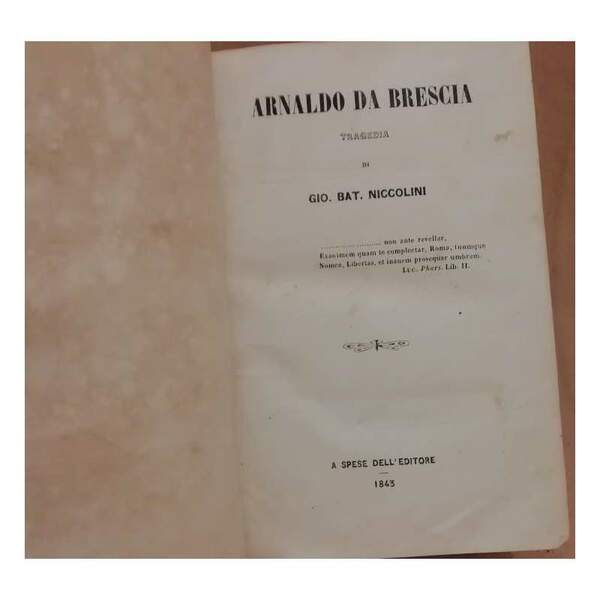 ARNALDO DA BRESCIA
TRAGEDIA
DI
GIO. BAT. NICCOLINI
.................... non ante revellar,
Exanimem quam te complectar, Roma, tuumque
Nomen, Libertas, et inanem prosequar umbram.
Luc. Phars. Lib. II.
A SPESE DELL'EDITORE
1843